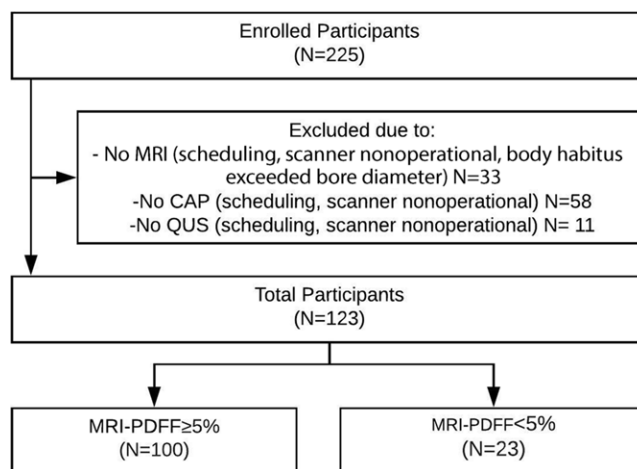 Enrolled Participants
(N=225)
Excluded due to:
- No MRI (scheduling, scanner nonoperational, body habitus
exceeded bore diameter) N=33
-No CAP (scheduling, scanner nonoperational) N=58
-No QUS (scheduling, scanner nonoperational) N= 11
Total Participants
(N=123)
MRI-PDFF≥5%
(N=100)
MRI-PDFF<5%
(N=23)